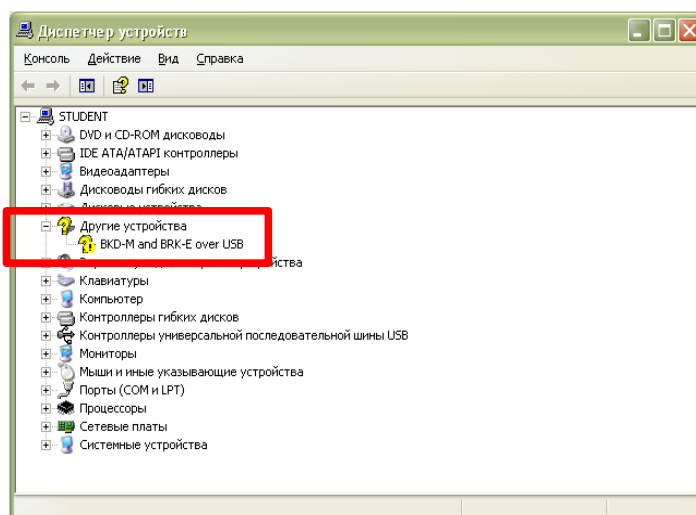 Диспетчер устройств
Консоль Действие Вид Справка
STUDENT
DVD и CD-ROM дисководы
IDE ATA/ATAPI контроллеры
Видеоадаптеры
Дисководы гибких дисков
Дисковые устройства
Другие устройства
BKD-M and BRK-E over USB
устройства
Клавиатуры
Компьютер
Контроллеры гибких дисков
Контроллеры универсальной последовательной шины USB
Мониторы
Мыши и иные указывающие устройства
Порты (COM и LPT)
Процессоры
Сетевые платы
Системные устройства